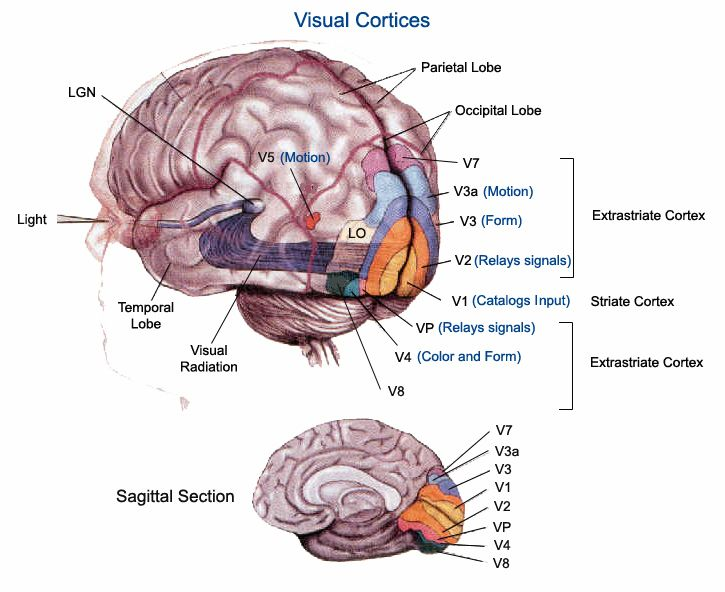 Visual Cortices
Parietal Lobe
LGN
Occipital Lobe
V5 (Motion)
V7
V3a (Motion)
Light
V3 (Form)
Extrastriate Cortex
LO
V2 (Relays signals)
V1 (Catalogs Input)
Striate Cortex
Temporal
Lobe
VP (Relays signals)
Visual
Radiation
V4 (Color and Form)
Extrastriate Cortex
V8
Sagittal Section
V7
V3a
V3
V1
V2
VP
V4
V8